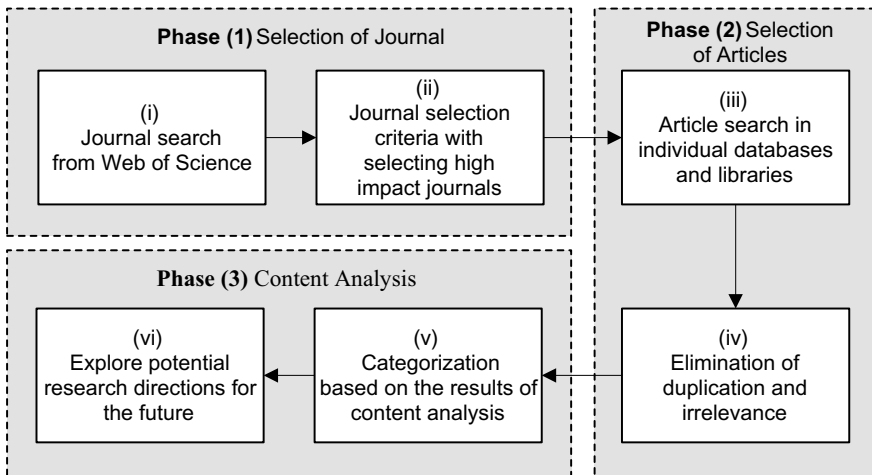 Phase (1) Selection of Journal
(i)
Journal search
from Web of Science
(ii)
Journal selection
criteria with
selecting high
impact journals
Phase (2) Selection
of Articles
(iii)
Article search in
individual databases
and libraries
(iv)
Elimination of
duplication and
irrelevance
Phase (3) Content Analysis
(v)
Categorization
based on the results of
content analysis
(vi)
Explore potential
research directions for
the future